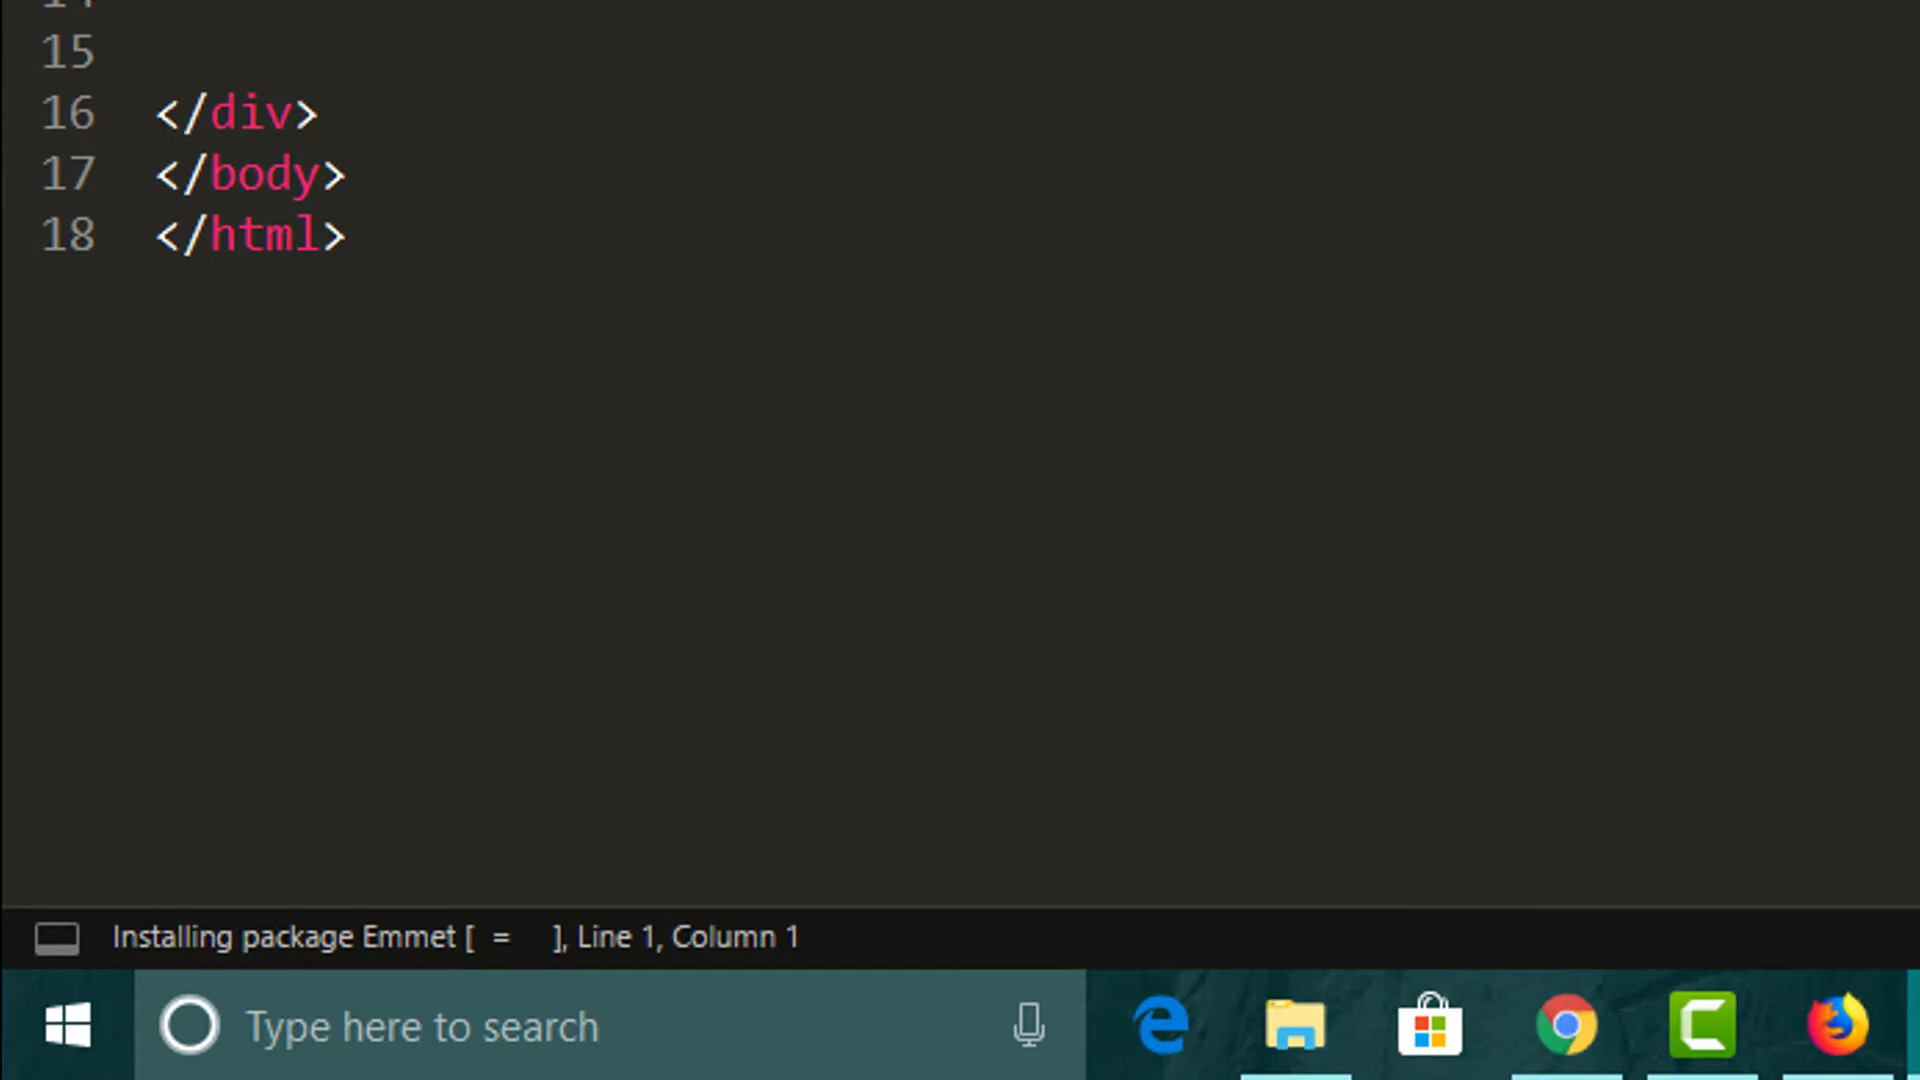 15
16 </div>
17 </body>
18 </html>
Installing package Emmet [ = ], Line 1, Column 1
Type here to search